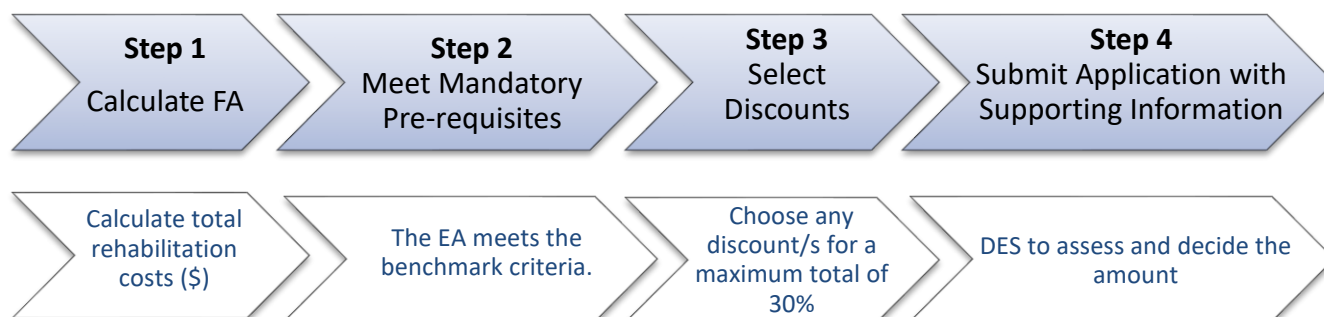 Step 1
Calculate FA
Step 2
Meet Mandatory
Pre-requisites
Step 3
Select
Discounts
Step 4
Submit Application with
Supporting Information
Calculate total
rehabilitation
costs ($)
The EA meets the
benchmark criteria.
Choose any
discount/s for a
maximum total of
30%
DES to assess and decide the
amount